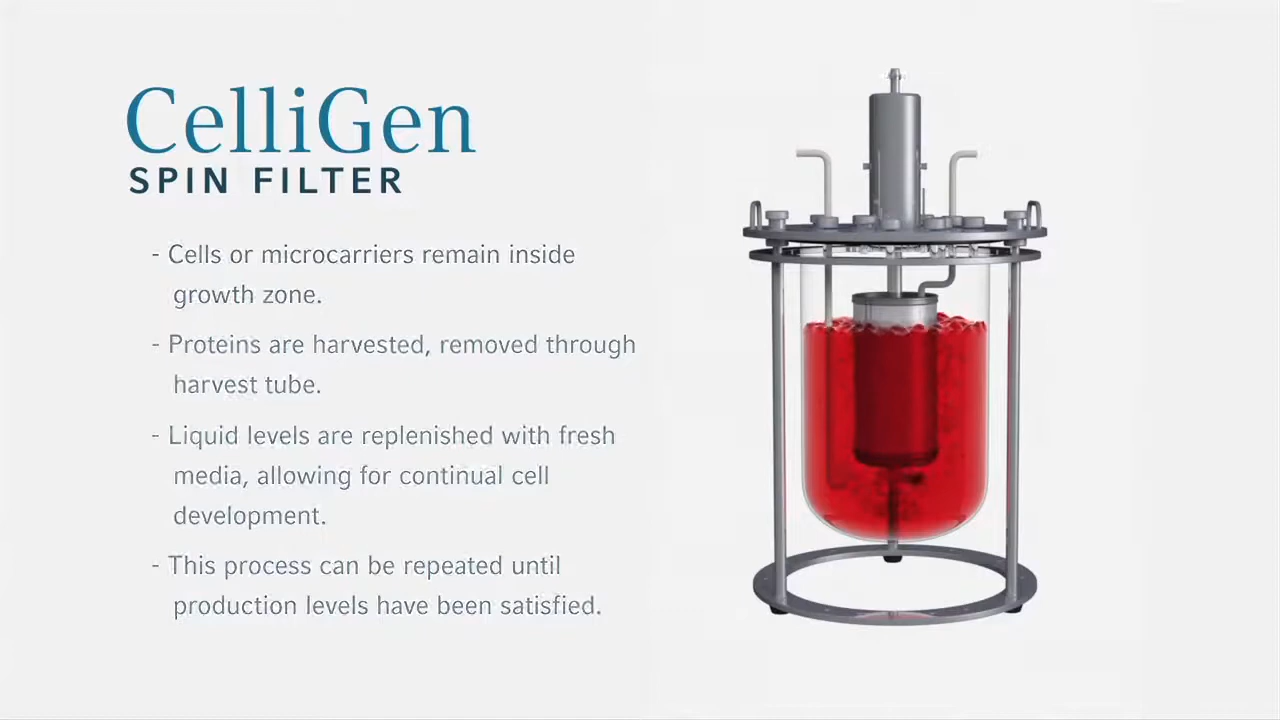 CelliGen
SPIN FILTER
- Cells or microcarriers remain inside
growth zone.
- Proteins are harvested, removed through
harvest tube.
- Liquid levels are replenished with fresh
media, allowing for continual cell
development.
- This process can be repeated until
production levels have been satisfied.